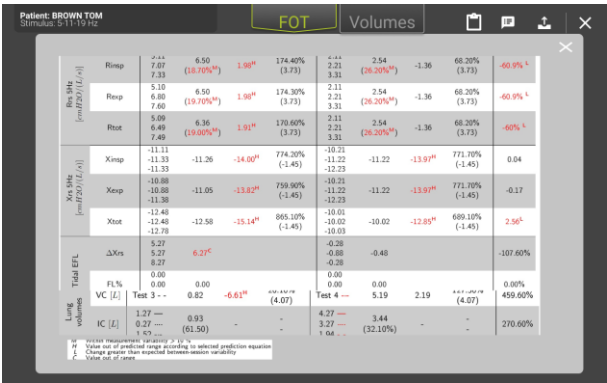 Patient: BROWN TOM
Stimulus: 5-11-19 Hz
FOT
Volumes
Rrs 5Hz [cmH2O/(L/s)]
Rinsp 7.07 7.33 6.50 (18.70%ᴹ) 1.98ᴴ 174.40% (3.73) 2.21 3.31 2.54 (26.20%ᴹ) -1.36 68.20% (3.73) -60.9% ᴸ
Rexp 5.10 6.80 7.60 6.50 (19.70%ᴹ) 1.98ᴴ 174.30% (3.73) 2.11 2.21 3.31 2.54 (26.20%ᴹ) -1.36 68.20% (3.73) -60.9% ᴸ
Rtot 5.09 6.49 7.49 6.36 (19.00%ᴹ) 1.91ᴴ 170.60% (3.73) 2.11 2.21 3.31 2.54 (26.20%ᴹ) -1.36 68.20% (3.73) -60% ᴸ
Xrs 5Hz [cmH2O/(L/s)]
Xinsp -11.11 -11.33 -11.33 -11.26 -14.00ᴴ 774.20% (-1.45) -10.21 -11.22 -12.23 -11.22 -13.97ᴴ 771.70% (-1.45) 0.04
Xexp -10.88 -10.88 -11.38 -11.05 -13.82ᴴ 759.90% (-1.45) -10.21 -11.22 -12.23 -11.22 -13.97ᴴ 771.70% (-1.45) -0.17
Xtot -12.48 -12.48 -12.78 -12.58 -15.14ᴴ 865.10% (-1.45) -10.01 -10.02 -10.03 -10.02 -12.85ᴴ 689.10% (-1.45) 2.56ᴸ
Tidal EFL
ΔXrs 5.27 5.27 8.27 6.27ᶜ -0.28 -0.88 -0.28 -0.48 -107.60%
FL% 0.00 0.00 0.00 0.00 0.00 0.00 0.00%
Lung volumes
VC [L] Test 3 - - 0.82 -6.61ᴹ (4.07) Test 4 -- 5.19 2.19 (4.07) 459.60%
IC [L] 1.27 --- 0.27 --- 0.93 (61.50) - - - 4.27 --- 3.27 --- 3.44 (32.10%) - - - 270.60%
M Within measurement variability > 10 %
H Value out of predicted range according to selected prediction equation
L Change greater than expected between-session variability
C Value out of range